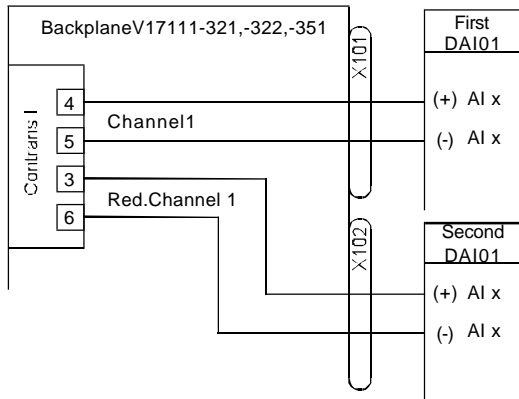 BackplaneV17111-321,-322,-351
X101
First
DAI01
Contrans I
4
(+) AI x
Channel1
5
(-) AI x
3
Red.Channel 1
6
X102
Second
DAI01
(+) AI x
(-) AI x